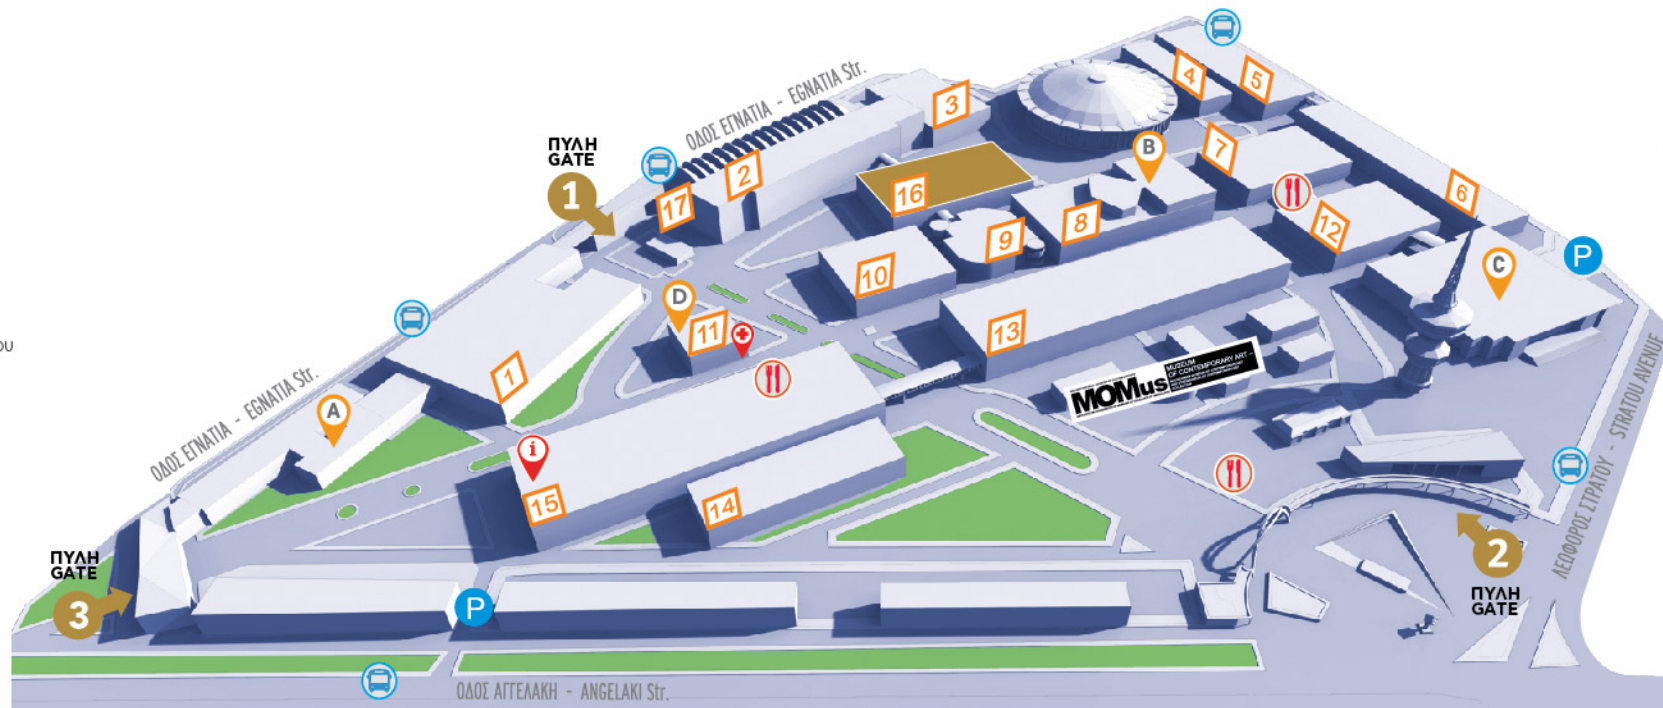 ΟΔΟΣ ΕΓΝΑΤΙΑ - EGNATIA Str.
ΠΥΛΗ
GATE
1
17
2
3
4
5
B
7
6
16
8
9
12
10
C
P
D
11
13
1
A
ΟΔΟΣ ΕΓΝΑΤΙΑ - EGNATIA Str.
ΟΥ
MOMus
MUSEUM
OF CONTEMPORARY ART –
i
15
14
ΛΕΩΦΟΡΟΣ ΣΤΡΑΤΟΥ - STRATOU AVENUE
2
ΠΥΛΗ
GATE
ΠΥΛΗ
GATE
3
P
ΟΔΟΣ ΑΓΓΕΛΑΚΗ - ANGELAKI Str.